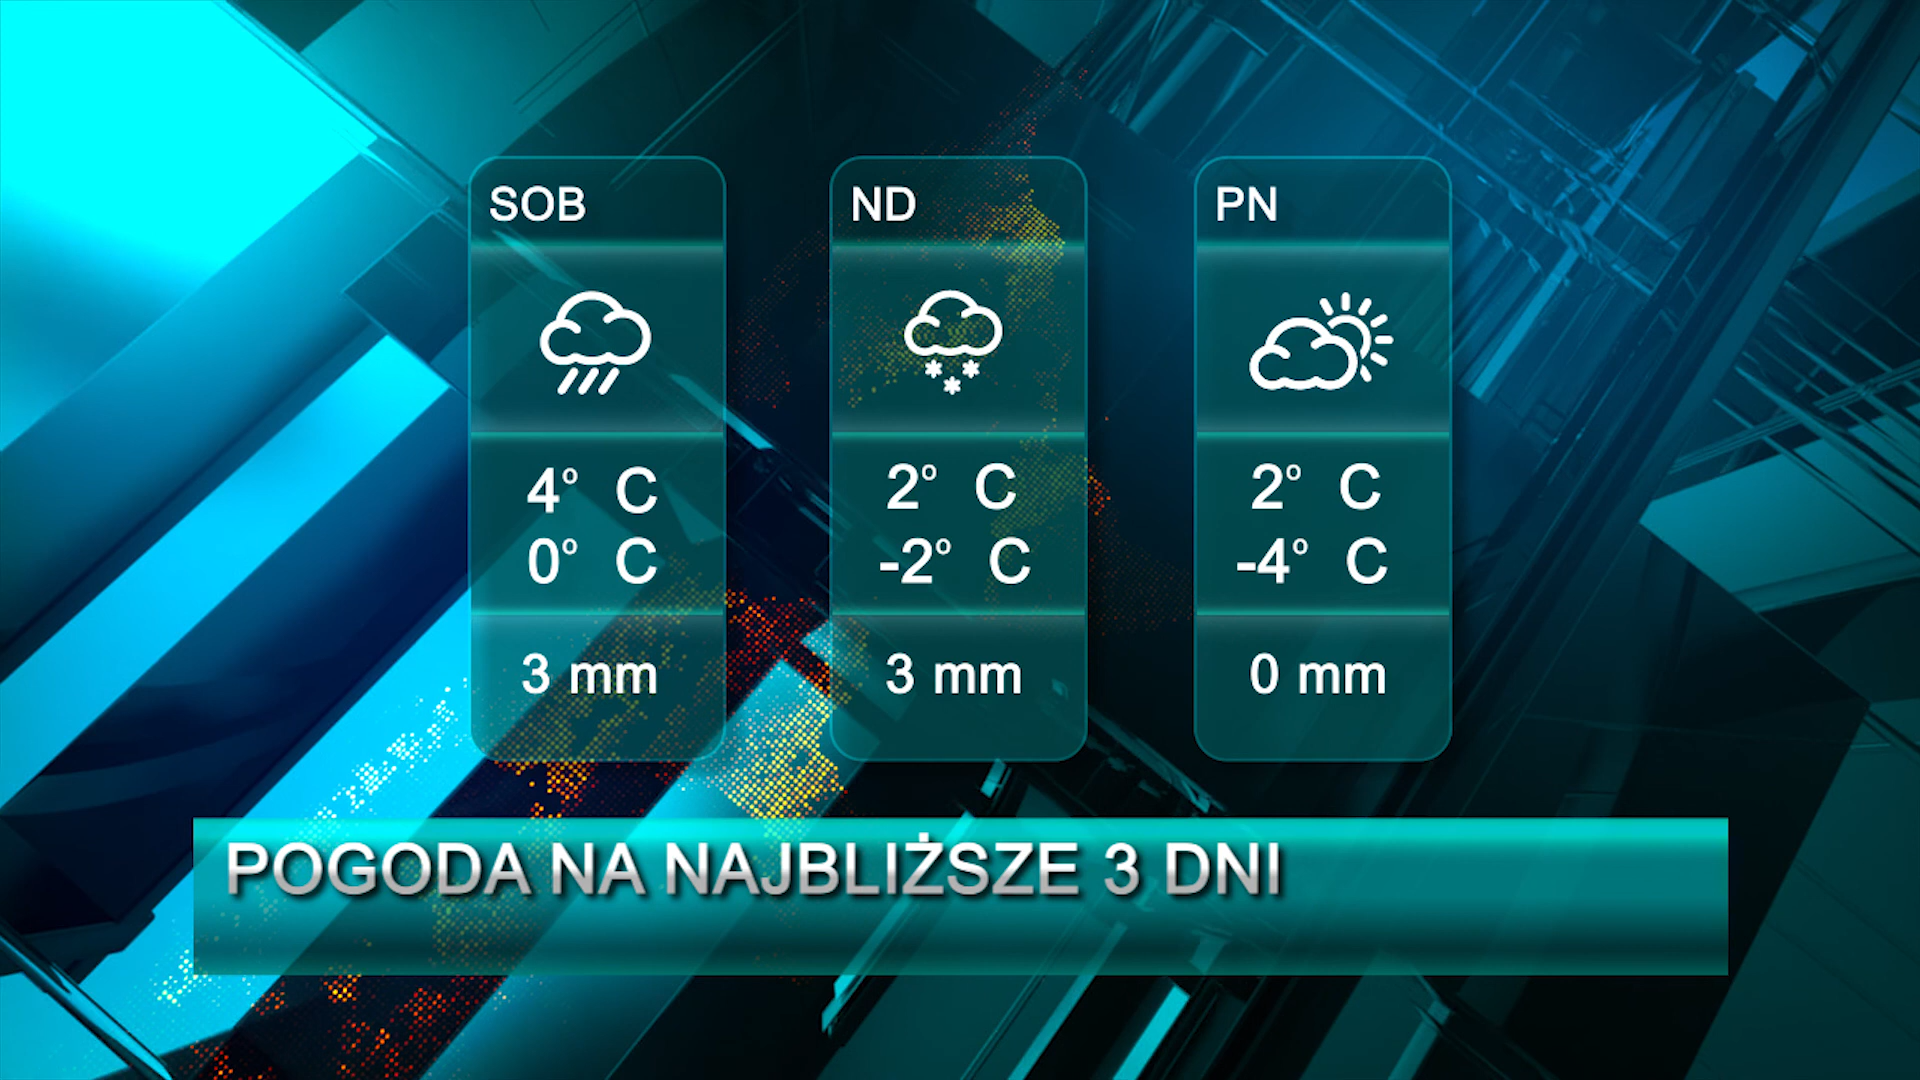 SOB
4° C
0° C
3 mm
ND
2° C
-2° C
3 mm
PN
2° C
-4° C
0 mm
POGODA NA NAJBLIŻSZE 3 DNI